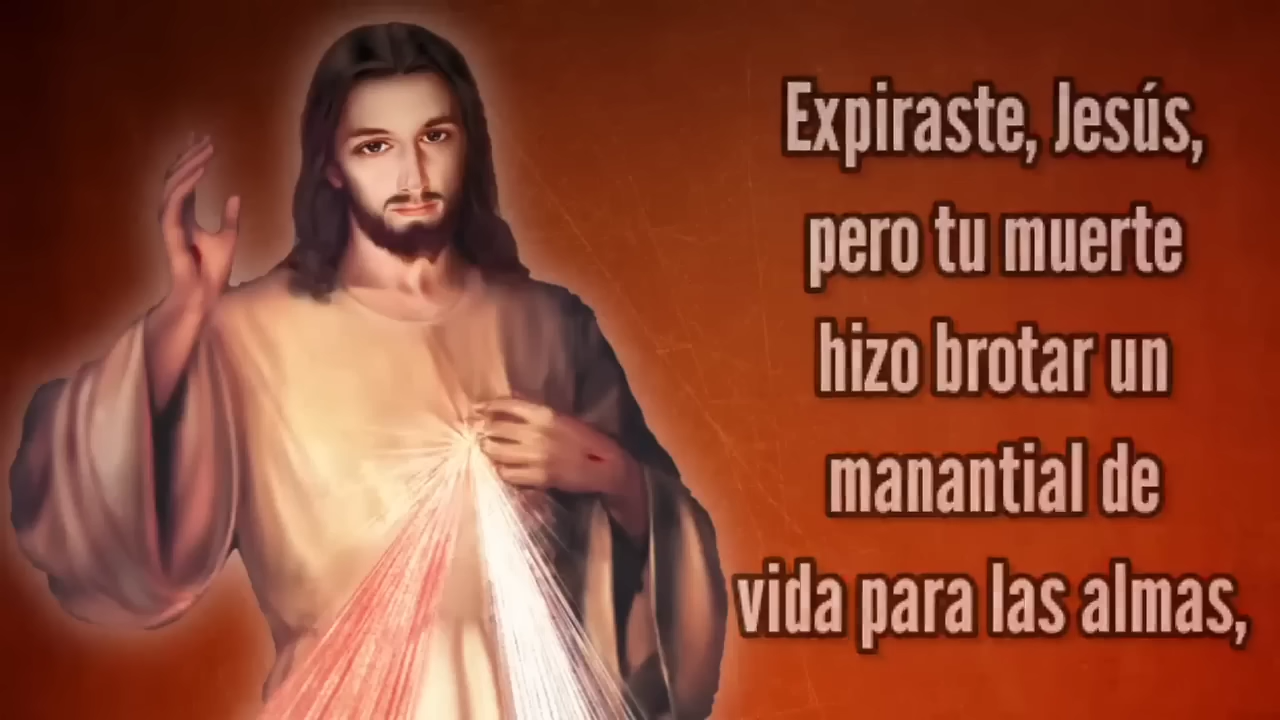 Expiraste, Jesús,
pero tu muerte
hizo brotar un
manantial de
vida para las almas,